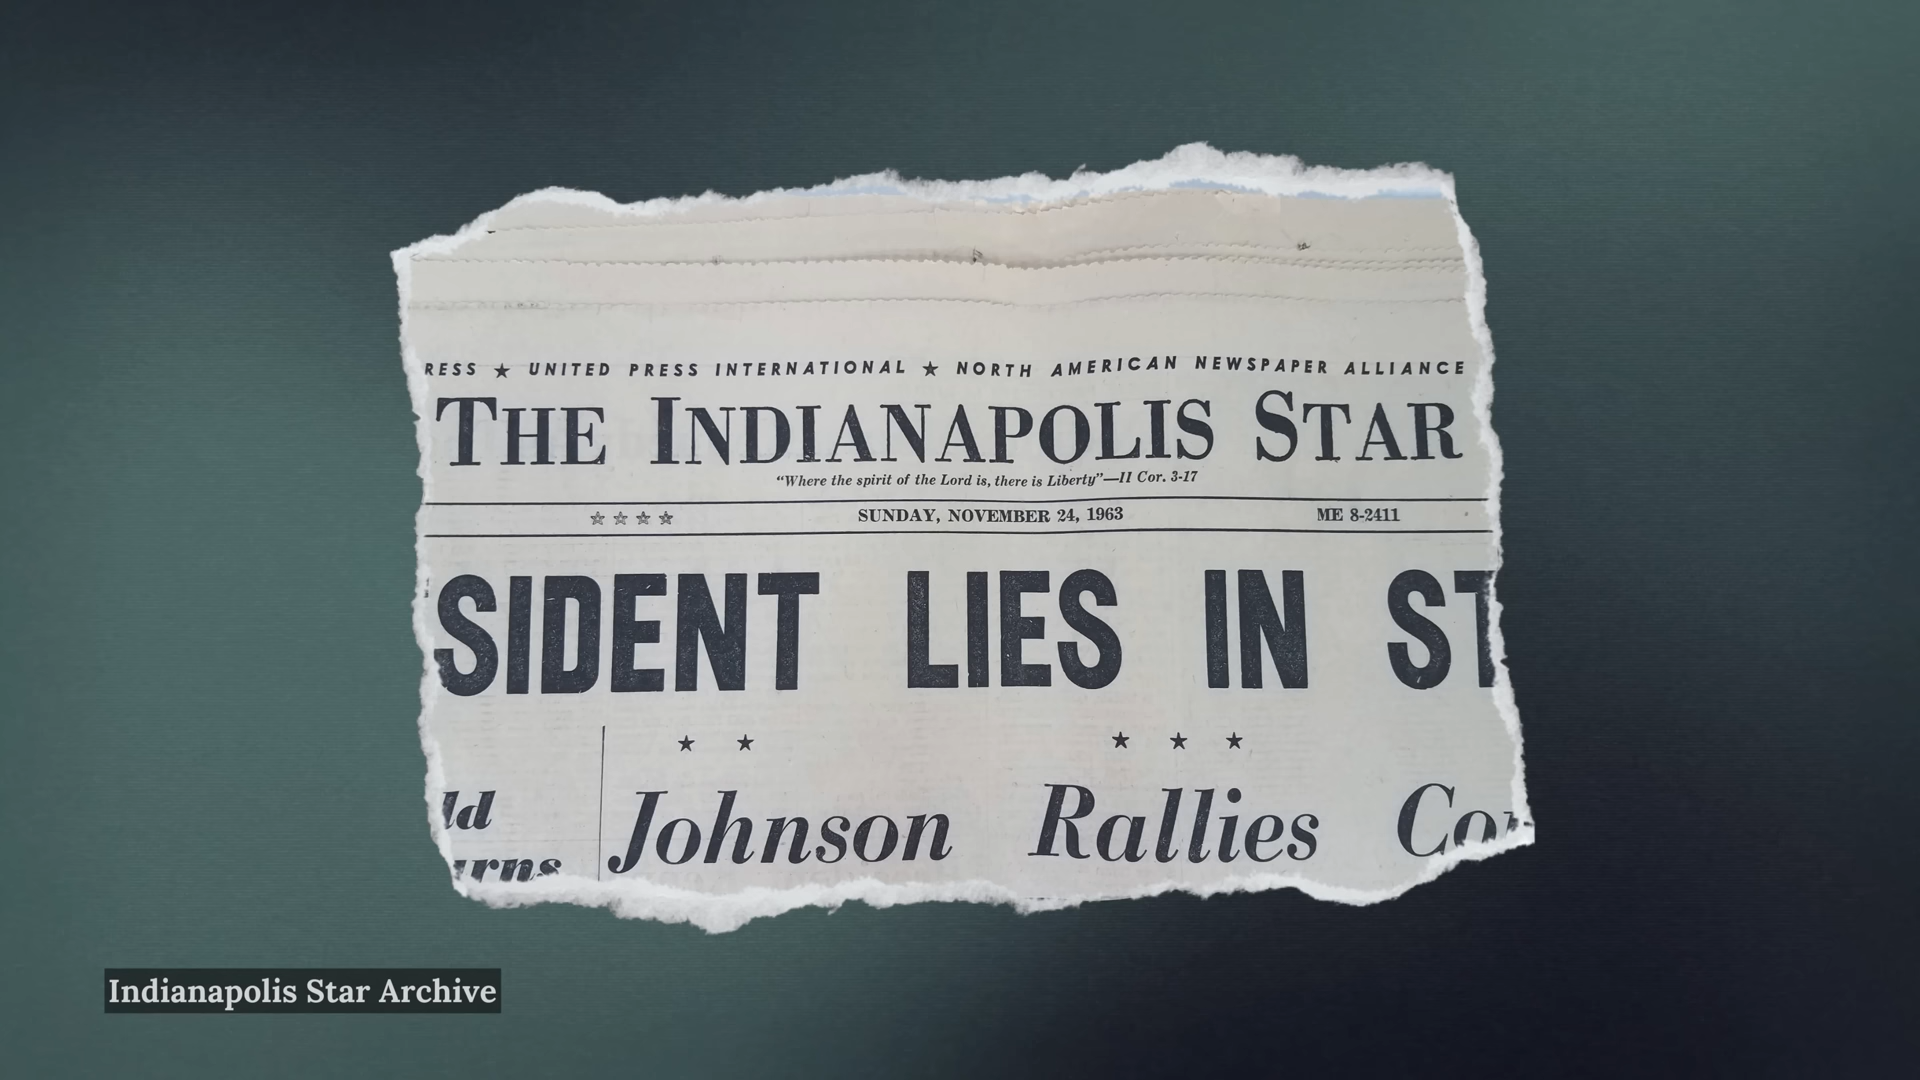 RESS ★ UNITED PRESS INTERNATIONAL ★ NORTH AMERICAN NEWSPAPER ALLIANCE
THE INDIANAPOLIS STAR
“Where the spirit of the Lord is, there is Liberty”—II Cor. 3-17
SUNDAY, NOVEMBER 24, 1963 ME 8-2411
SIDENT LIES IN ST
ld
urns
Johnson Rallies Co
Indianapolis Star Archive